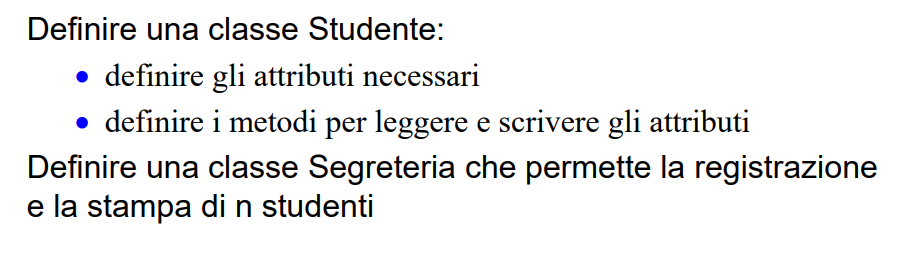 Definire una classe Studente:
• definire gli attributi necessari
• definire i metodi per leggere e scrivere gli attributi
Definire una classe Segreteria che permette la registrazione
e la stampa di n studenti